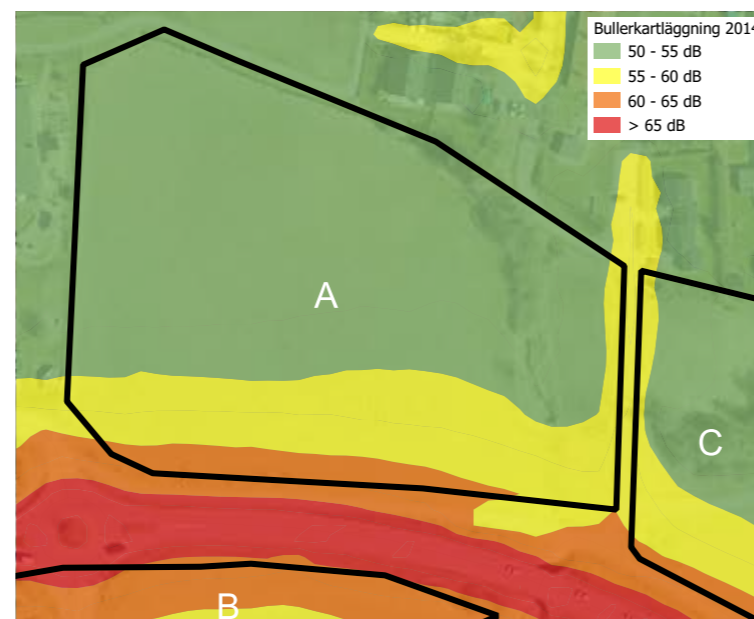 Bullerkartläggning 2014
50 - 55 dB
55 - 60 dB
60 - 65 dB
> 65 dB
A
C
B